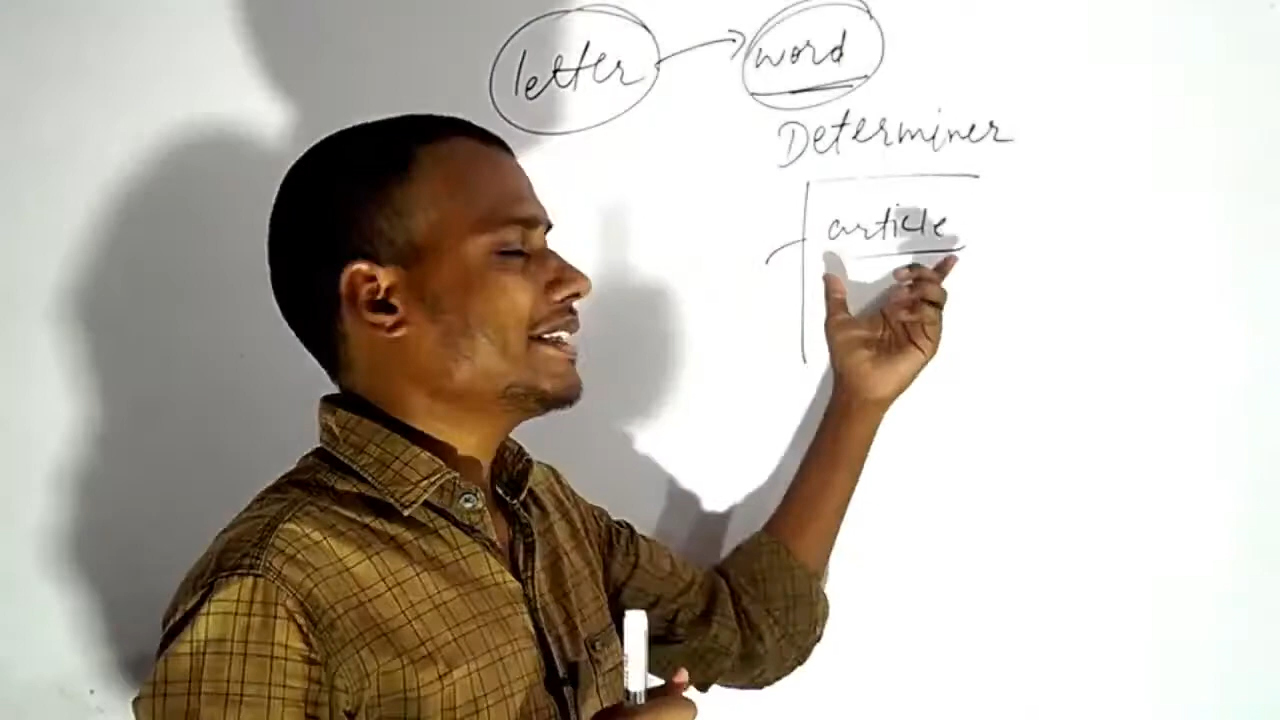 letter → word
Determiner
article